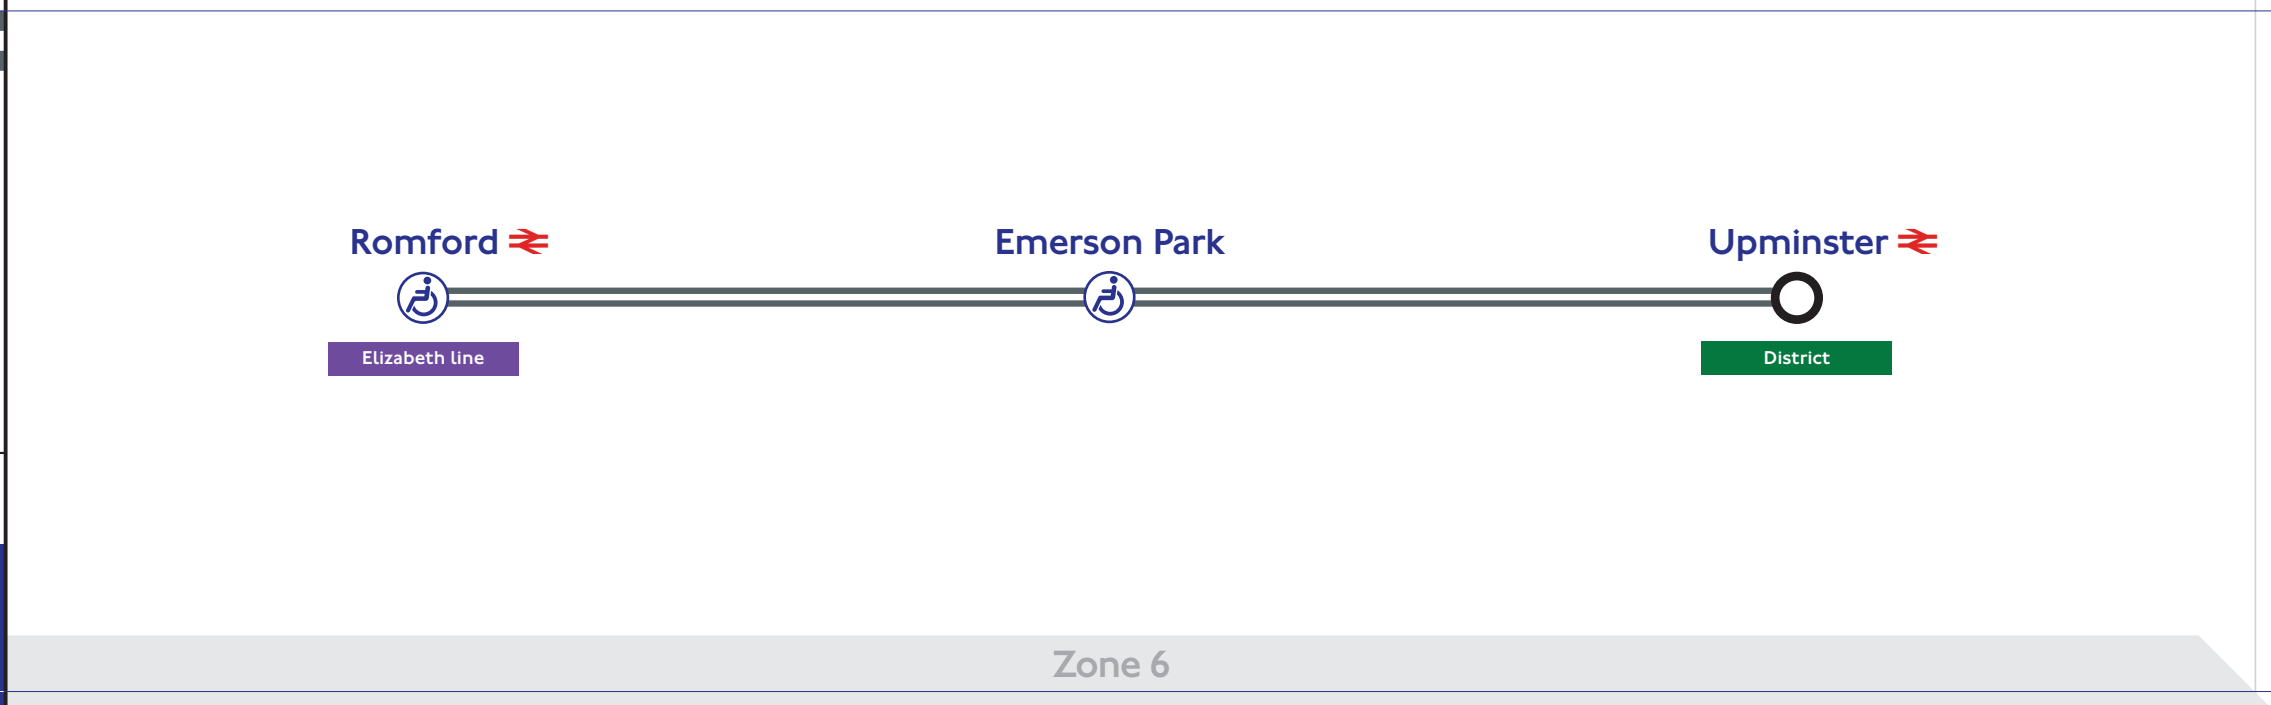 Romford
Emerson Park
Upminster
Elizabeth line
District
Zone 6